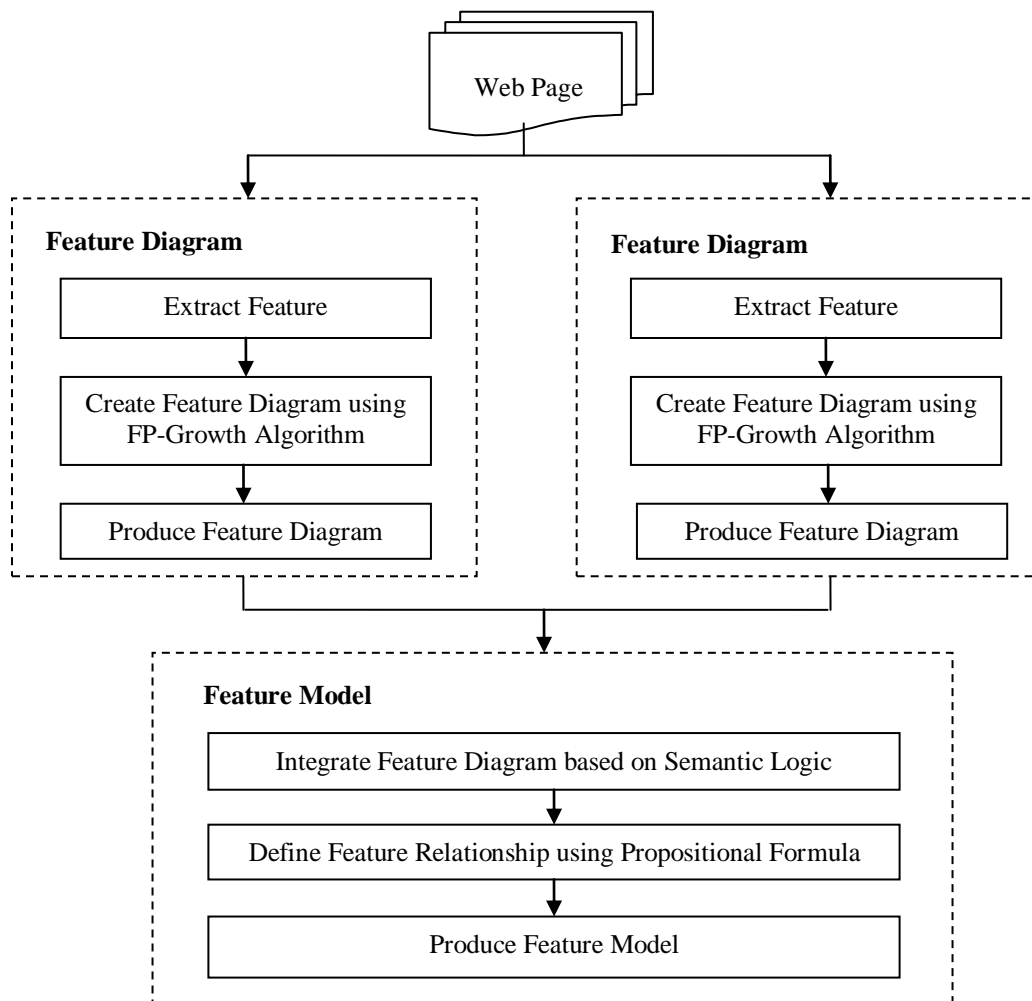 Web Page
Feature Diagram
Extract Feature
Create Feature Diagram using
FP-Growth Algorithm
Produce Feature Diagram
Feature Diagram
Extract Feature
Create Feature Diagram using
FP-Growth Algorithm
Produce Feature Diagram
Feature Model
Integrate Feature Diagram based on Semantic Logic
Define Feature Relationship using Propositional Formula
Produce Feature Model